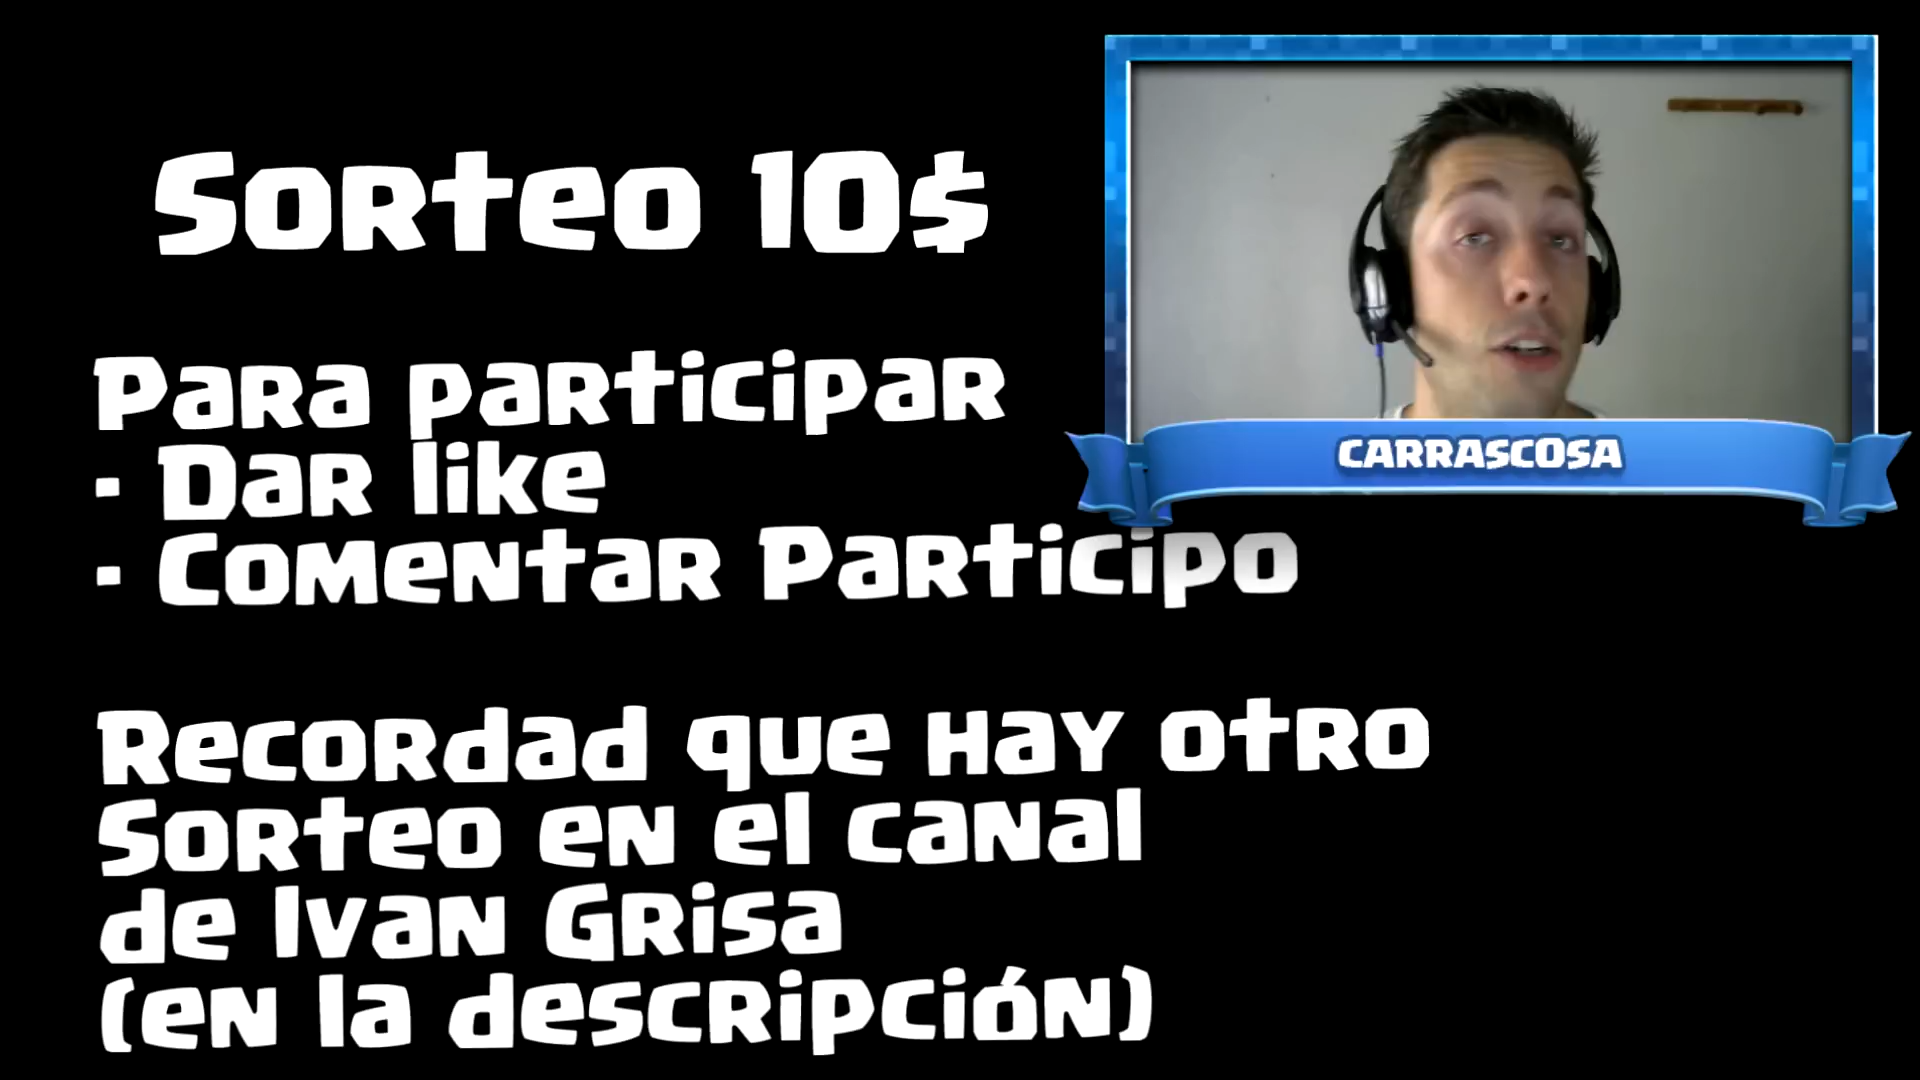 Sorteo 10$
Para participar
- Dar like
- Comentar Participo
Recordad que hay otro
Sorteo en el canal
de Ivan Grisa
(en la descripción)
CARRASCOSA